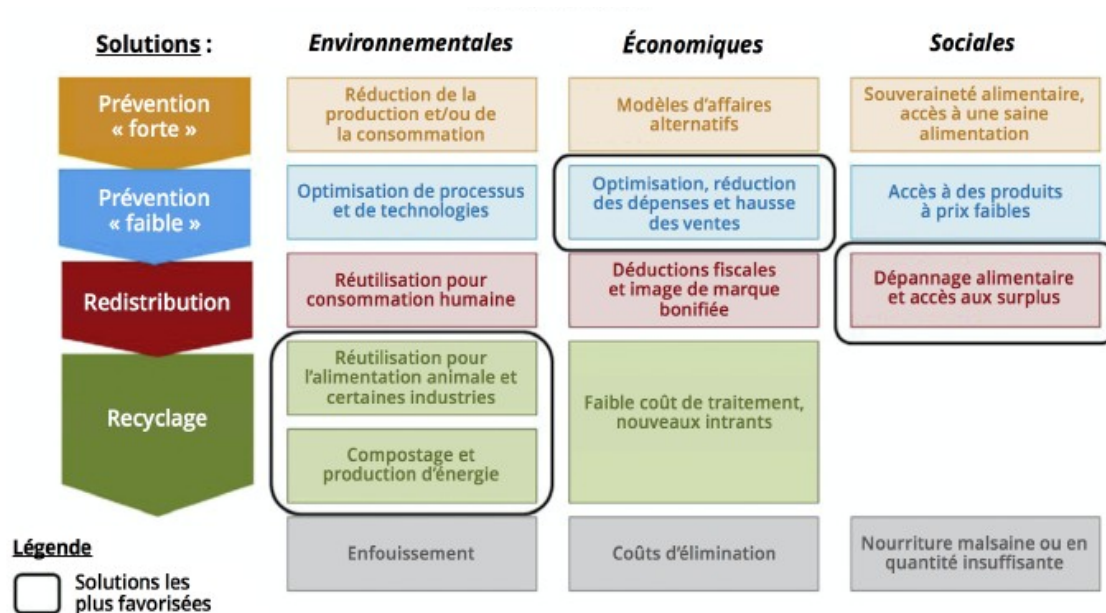 Solutions :
Environnementales
Économiques
Sociales
Prévention
« forte »
Réduction de la
production et/ou de
la consommation
Modèles d'affaires
alternatifs
Souveraineté alimentaire,
accès à une saine
alimentation
Prévention
« faible »
Optimisation de processus
et de technologies
Optimisation, réduction
des dépenses et hausse
des ventes
Accès à des produits
à prix faibles
Redistribution
Réutilisation pour
consommation humaine
Déductions fiscales
et image de marque
bonifiée
Dépannage alimentaire
et accès aux surplus
Recyclage
Réutilisation pour
l'alimentation animale et
certaines industries
Compostage et
production d'énergie
Faible coût de traitement,
nouveaux intrants
Enfouissement
Coûts d'élimination
Nourriture malsaine ou en
quantité insuffisante
Légende
Solutions les
plus favorisées